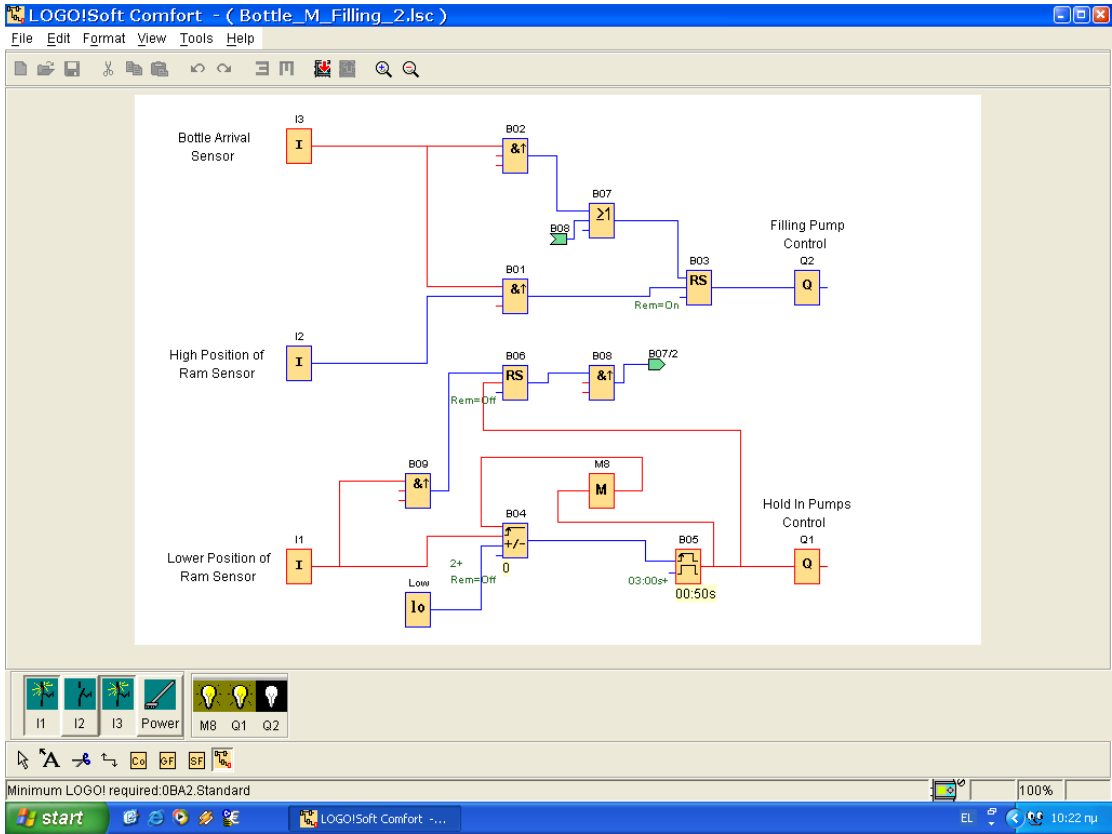 LOGO!Soft Comfort - ( Bottle_M_Filling_2.lsc )
File Edit Format View Tools Help
I3
Bottle Arrival
Sensor
I
B02
&↑
B07
≥1
B08
Filling Pump
Control
B01
&↑
B03
RS
Q2
Q
Rem=On
I2
High Position of
Ram Sensor
I
B06
RS
B08
&↑
B07/2
Rem=Off
B09
&↑
M8
M
Hold In Pumps
Control
B04
+/-
I1
Lower Position of
Ram Sensor
I
2+
Rem=Off
0
B05
Q1
Q
03:00s+
00:50s
Low
lo
I1 I2 I3 Power M8 Q1 Q2
A Co GF SF
Minimum LOGO! required:0BA2.Standard
100%
start
LOGO!Soft Comfort -...
EL
10:22 πμ